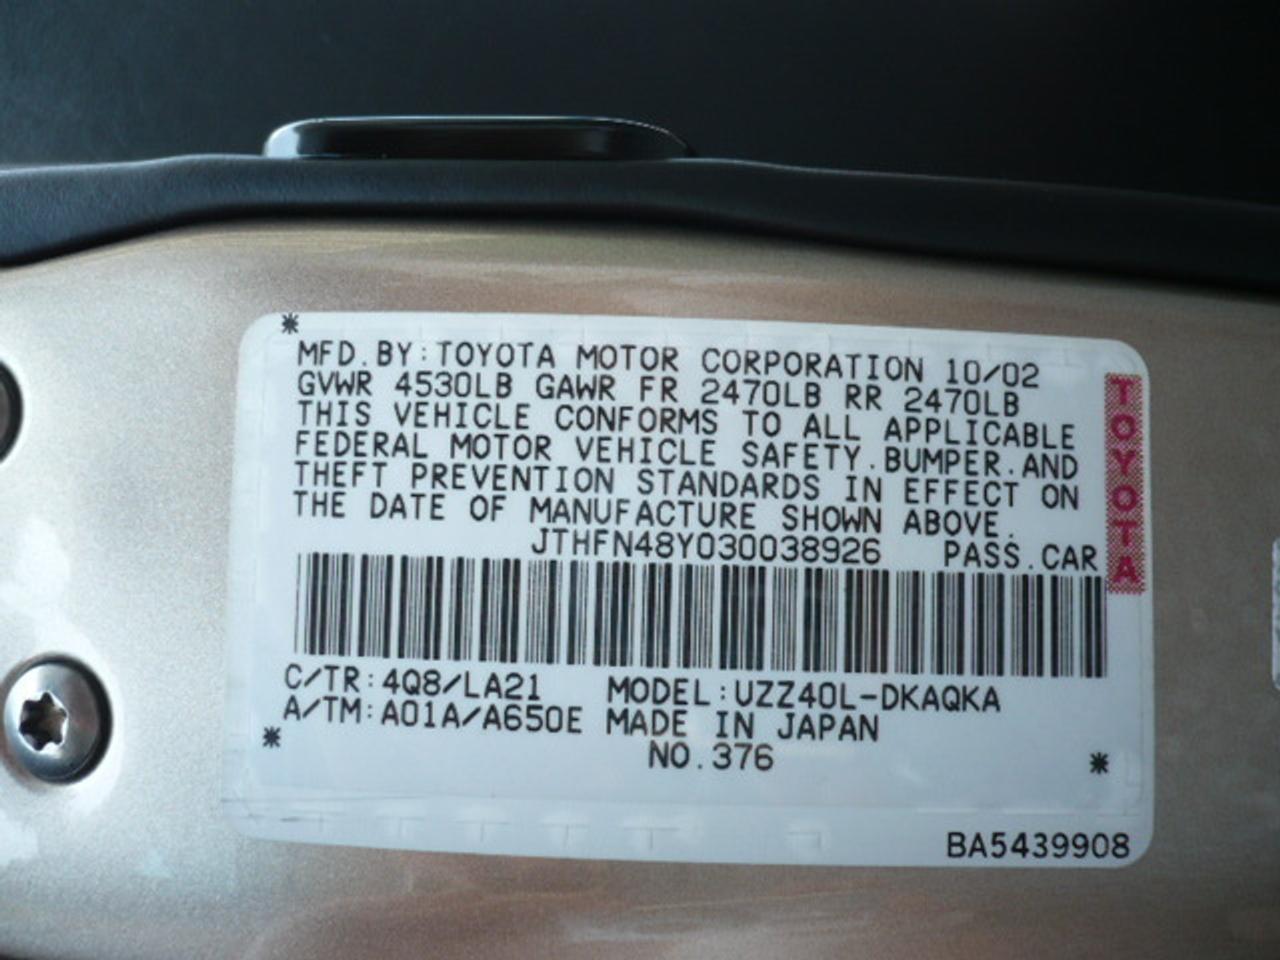 MFD.BY:TOYOTA MOTOR CORPORATION 10/02
GVWR 4530LB GAWR FR 2470LB RR 2470LB
THIS VEHICLE CONFORMS TO ALL APPLICABLE
FEDERAL MOTOR VEHICLE SAFETY.BUMPER.AND
THEFT PREVENTION STANDARDS IN EFFECT ON
THE DATE OF MANUFACTURE SHOWN ABOVE.
JTHFN48Y030038926 PASS.CAR
C/TR:4Q8/LA21 MODEL:UZZ40L-DKAQKA
A/TM:A01A/A650E MADE IN JAPAN
NO.376
BA5439908
TOYOTA